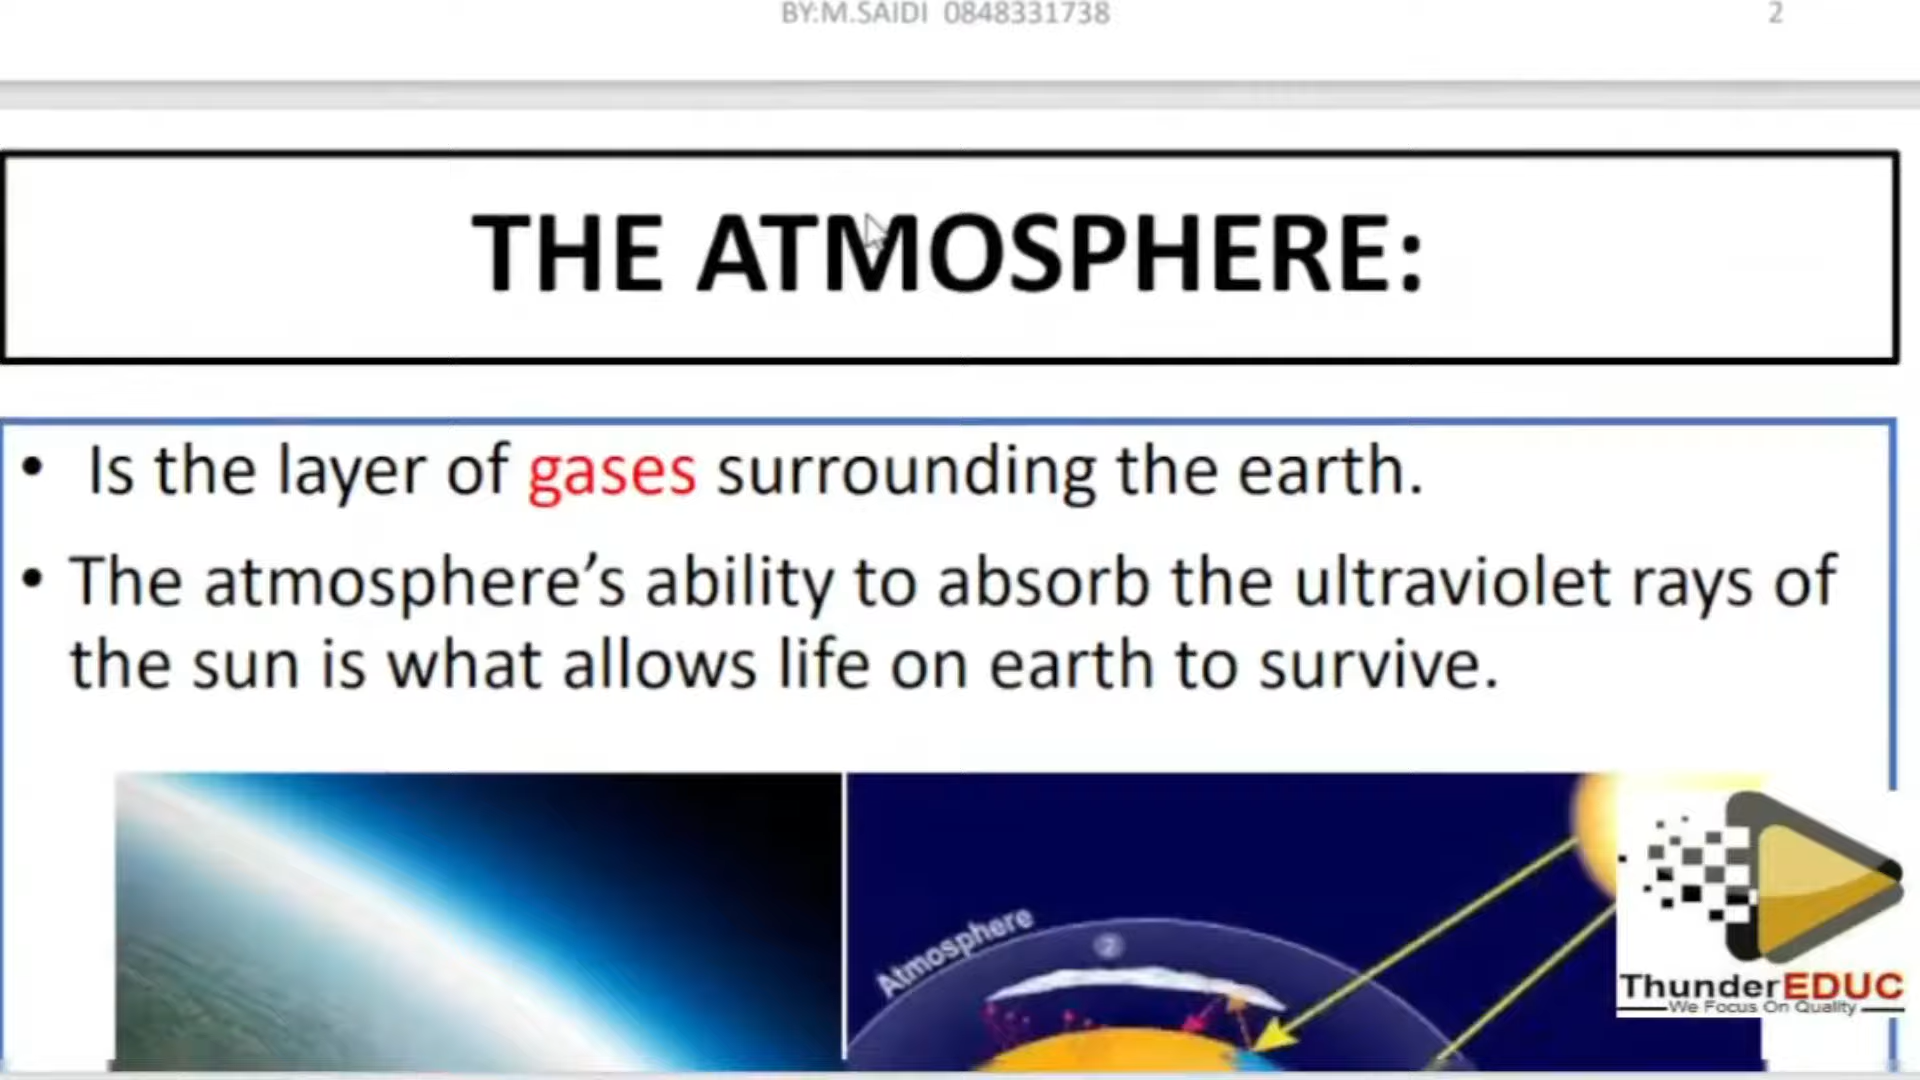 BY:M.SAIDI 0848331738
2
THE ATMOSPHERE:
• Is the layer of gases surrounding the earth.
• The atmosphere’s ability to absorb the ultraviolet rays of
the sun is what allows life on earth to survive.
Atmosphere
2
ThunderEDUC
We Focus On Quality